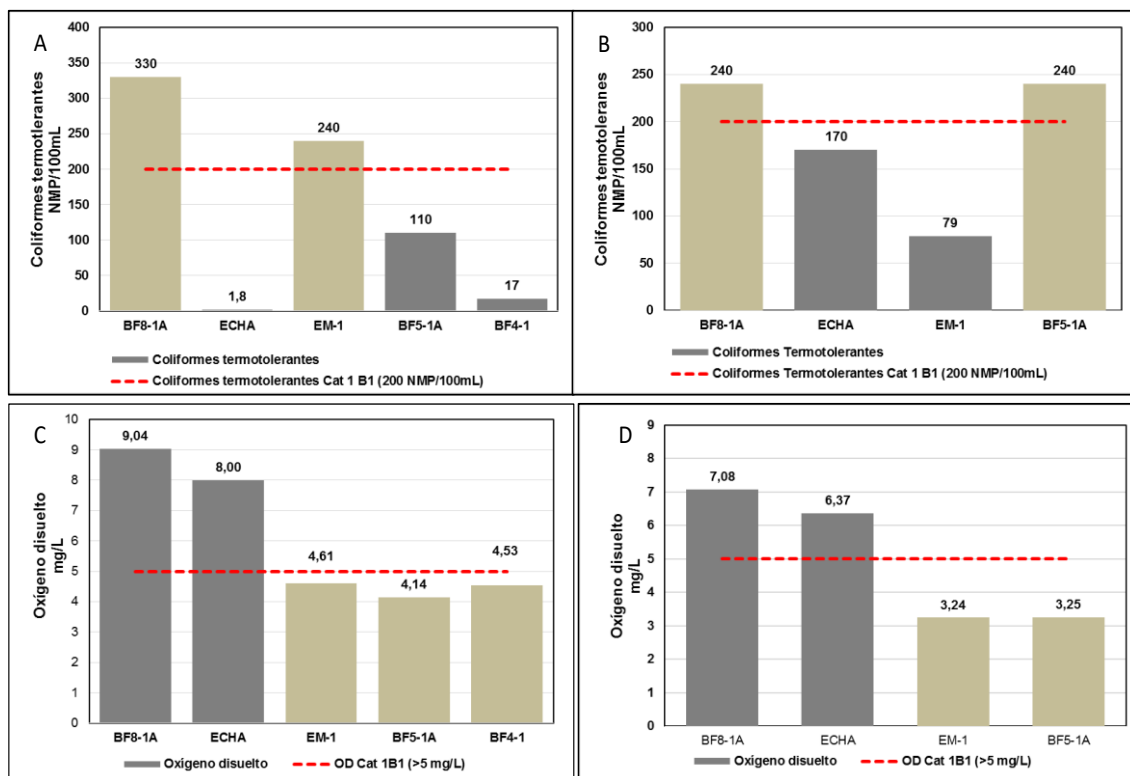 A
Coliformes termotlerantes
NMP/100mL
400
350
300
250
200
150
100
50
0
330
1,8
240
110
17
BF8-1A ECHA EM-1 BF5-1A BF4-1
Coliformes termotolerantes
Coliformes termotolerantes Cat 1 B1 (200 NMP/100mL)
B
Coliformes temotoleranes
NMP/100mL
300
250
200
150
100
50
0
240
170
79
240
BF8-1A ECHA EM-1 BF5-1A
Coliformes Termotolerantes
Coliformes Termotolerantes Cat 1 B1 (200 NMP/100mL)
C
Oxígeno disuelto
mg/L
10
9
8
7
6
5
4
3
2
1
0
9,04
8,00
4,61
4,14
4,53
BF8-1A ECHA EM-1 BF5-1A BF4-1
Oxígeno disuelto
OD Cat 1B1 (>5 mg/L)
D
Oxígeno disuelto
mg/L
9
8
7
6
5
4
3
2
1
0
7,08
6,37
3,24
3,25
BF8-1A ECHA EM-1 BF5-1A
Oxígeno disuelto
OD Cat 1B1 (>5 mg/L)